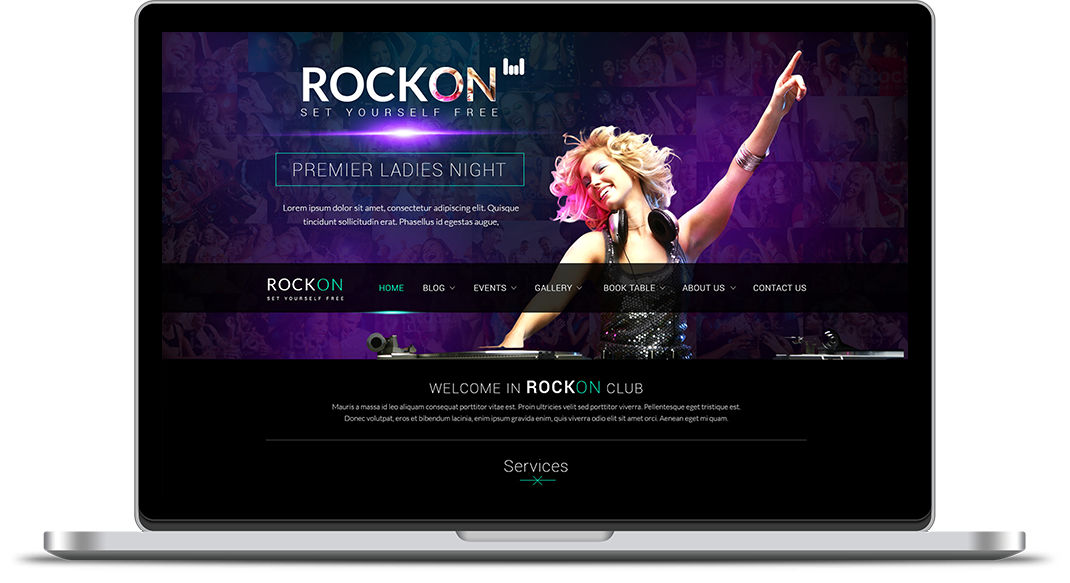 ROCKON
SET YOURSELF FREE
PREMIER LADIES NIGHT
Lorem ipsum dolor sit amet, consectetur adipiscing elit. Quisque
tincidunt sollicitudin erat. Phasellus id egestas augue,
ROCKON
SET YOURSELF FREE
HOME BLOG EVENTS GALLERY BOOK TABLE ABOUT US CONTACT US
WELCOME IN ROCKON CLUB
Mauris a massa id leo aliquam consequat porttitor vitae est. Proin ultricies velit sed porttitor viverra. Pellentesque eget tristique est.
Donec volutpat, eros et bibendum lacinia, enim ipsum gravida enim, quis viverra odio elit sit amet orci. Aenean eget mi quam.
Services